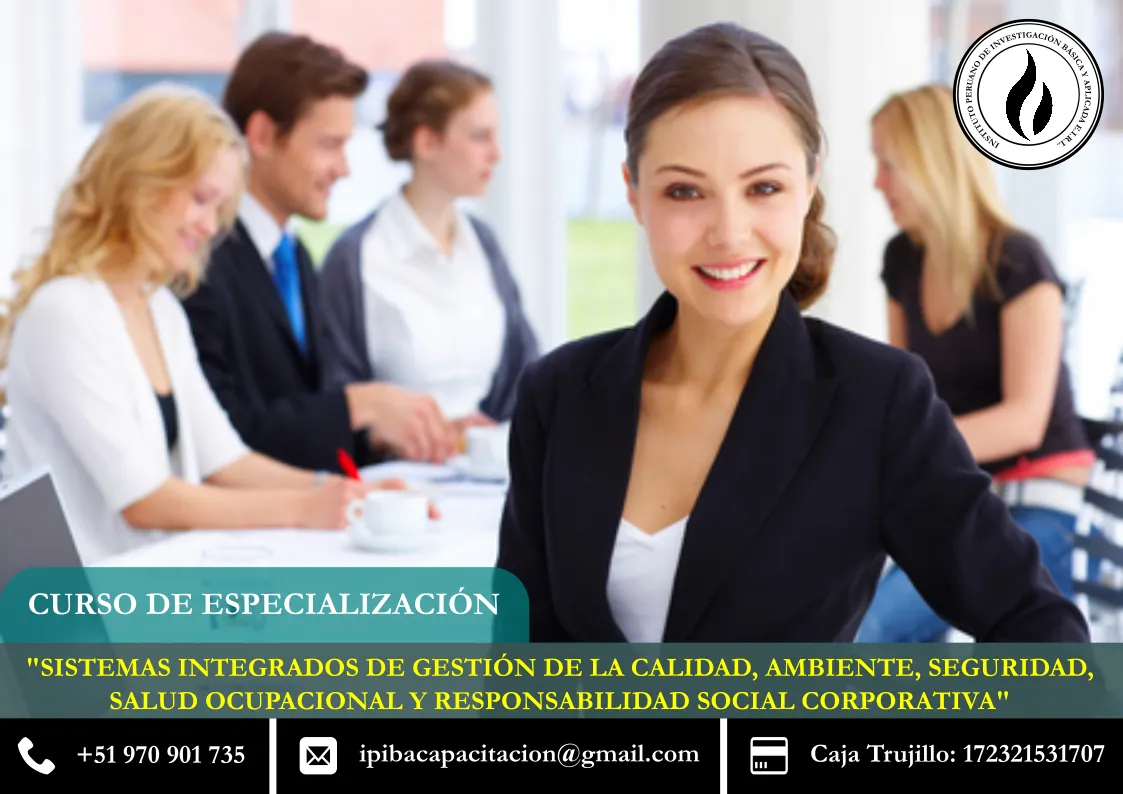 INSTITUTO PERUANO DE INVESTIGACIÓN BÁSICA Y APLICADA E.I.R.L.
CURSO DE ESPECIALIZACIÓN
"SISTEMAS INTEGRADOS DE GESTIÓN DE LA CALIDAD, AMBIENTE, SEGURIDAD,
SALUD OCUPACIONAL Y RESPONSABILIDAD SOCIAL CORPORATIVA"
+51 970 901 735
ipibacapacitacion@gmail.com
Caja Trujillo: 172321531707